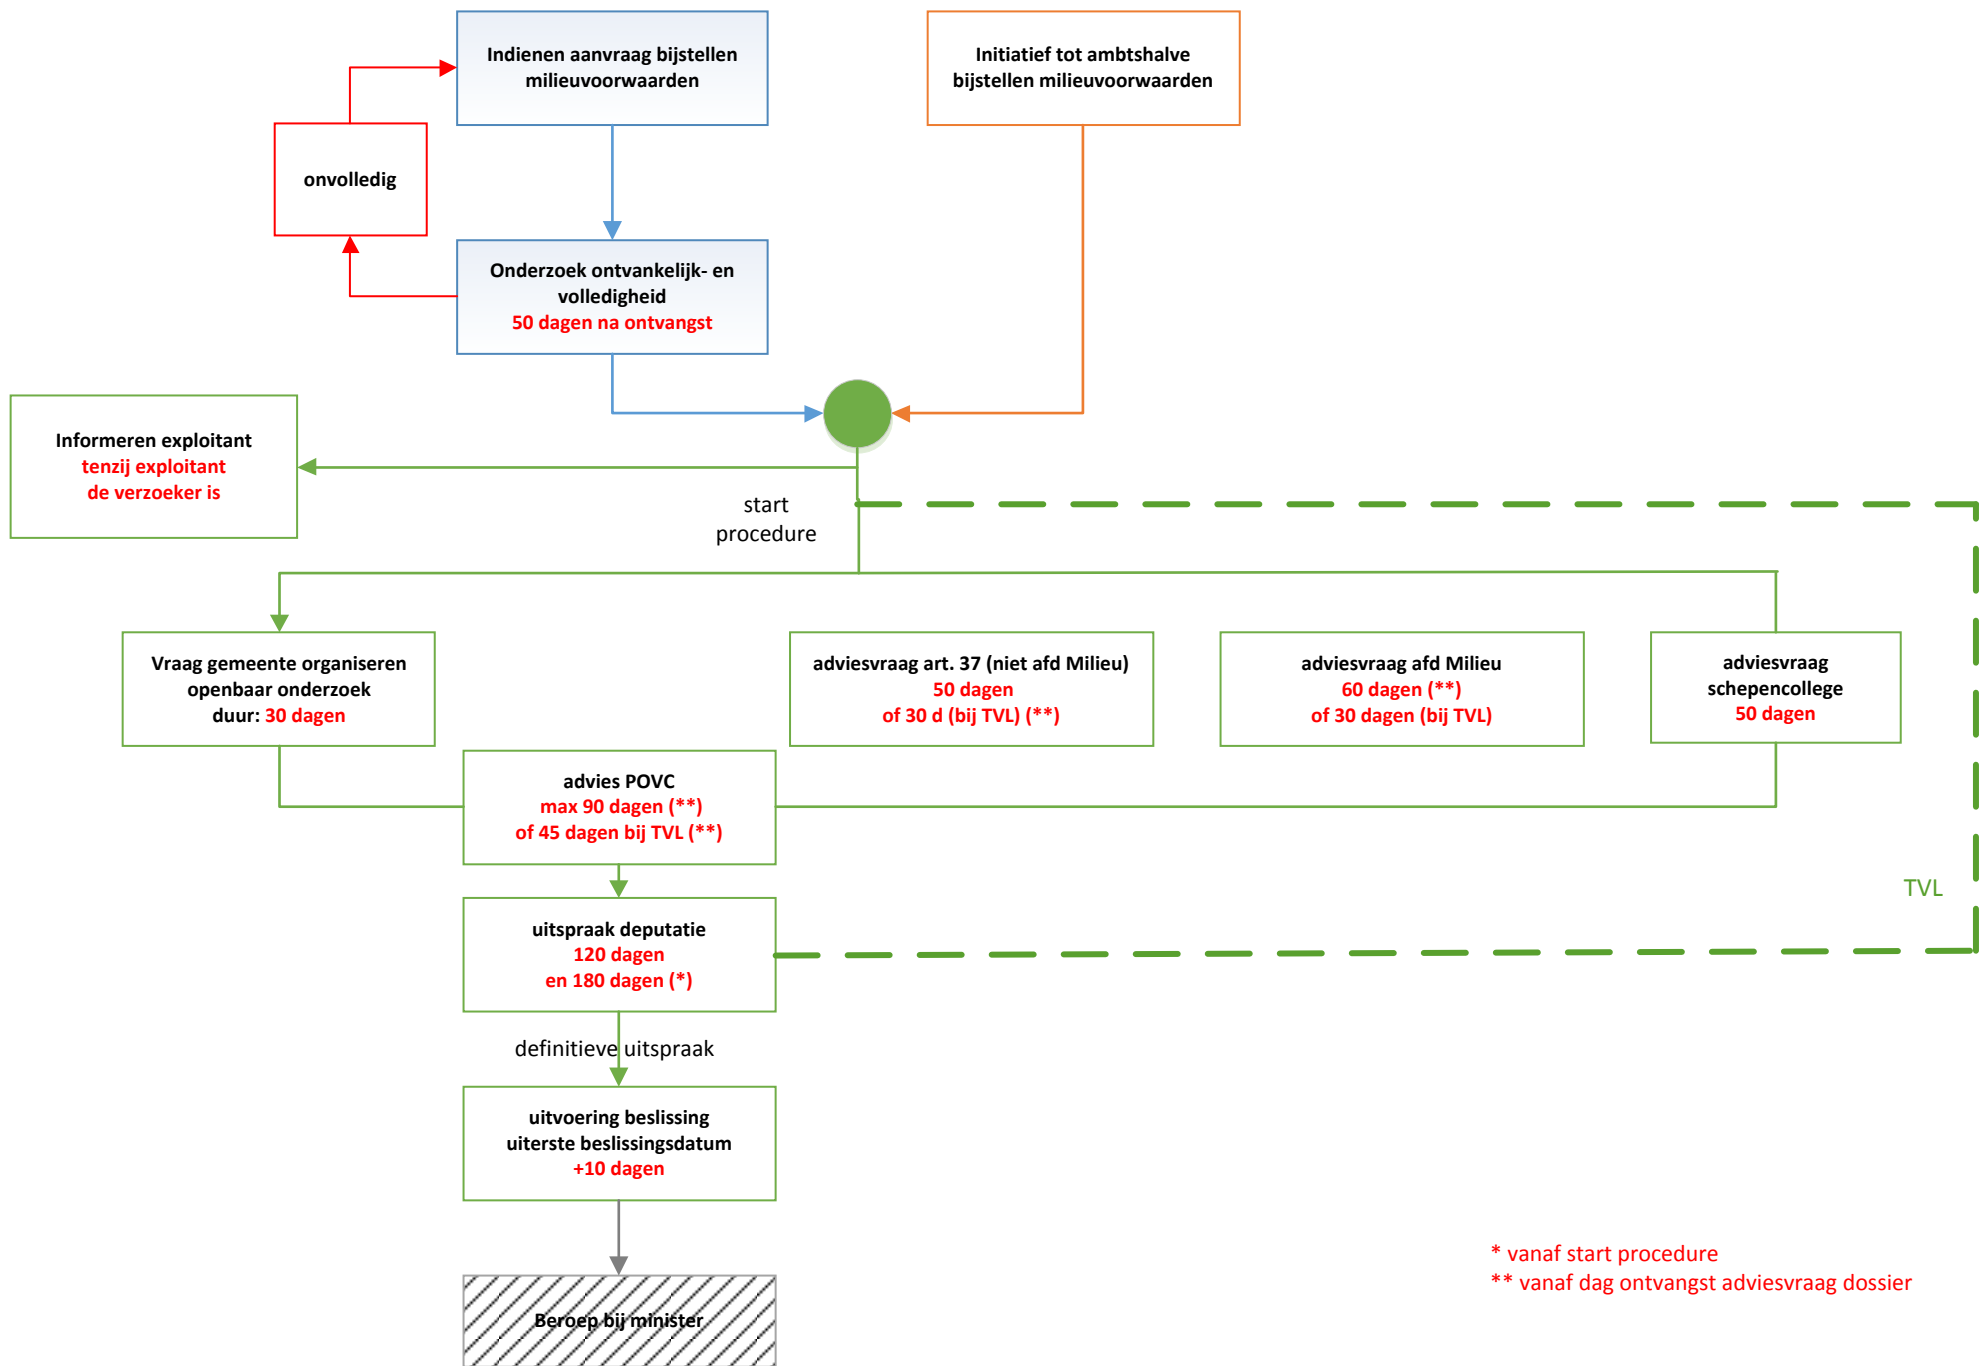 Indienen aanvraag bijstellen
milieuvoorwaarden
Initiatief tot ambtshalve
bijstellen milieuvoorwaarden
onvolledig
Onderzoek ontvankelijk- en
volledigheid
50 dagen na ontvangst
Informeren exploitant
tenzij exploitant
de verzoeker is
start
procedure
Vraag gemeente organiseren
openbaar onderzoek
duur: 30 dagen
adviesvraag art. 37 (niet afd Milieu)
50 dagen
of 30 d (bij TVL) (**)
adviesvraag afd Milieu
60 dagen (**)
of 30 dagen (bij TVL)
adviesvraag
schepencollege
50 dagen
advies POVC
max 90 dagen (**)
of 45 dagen bij TVL (**)
TVL
uitspraak deputatie
120 dagen
en 180 dagen (*)
definitieve uitspraak
uitvoering beslissing
uiterste beslissingsdatum
+10 dagen
Beroep bij minister
* vanaf start procedure
** vanaf dag ontvangst adviesvraag dossier